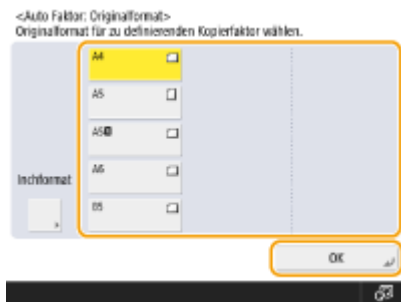 <Auto Faktor: Originalformat>
Originalformat für zu definierenden Kopierfaktor wählen.
A4
A5
A5R
A6
Inchformat
B5
OK